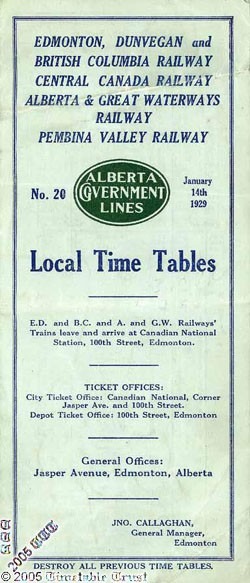 EDMONTON, DUNVEGAN and
BRITISH COLUMBIA RAILWAY
CENTRAL CANADA RAILWAY
ALBERTA & GREAT WATERWAYS
RAILWAY
PEMBINA VALLEY RAILWAY
No. 20
ALBERTA
GOVERNMENT
LINES
January
14th
1929
Local Time Tables
E.D. and B.C. and A. and G.W. Railways'
Trains leave and arrive at Canadian National
Station, 100th Street, Edmonton.
TICKET OFFICES:
City Ticket Office: Canadian National, Corner
Jasper Ave. and 100th Street.
Depot Ticket Office: 100th Street, Edmonton
General Offices:
Jasper Avenue, Edmonton, Alberta
JNO. CALLAGHAN,
General Manager,
Edmonton
DESTROY ALL PREVIOUS TIME TABLES.
2005
© 2005 Timetable Trust